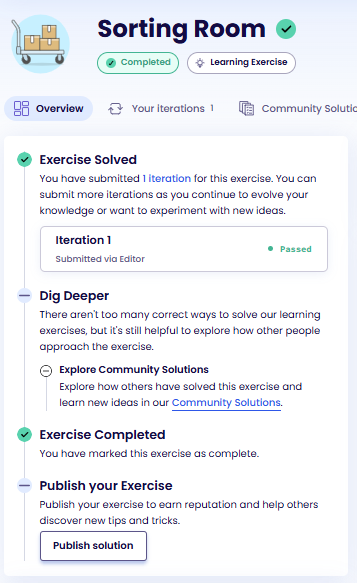 Sorting Room
Completed
Learning Exercise
Overview
Your iterations 1
Community
Exercise Solved
You have submitted 1 iteration for this exercise. You can
submit more iterations as you continue to evolve your
knowledge or want to experiment with new ideas.
Iteration 1
Submitted via Editor
Passed
Dig Deeper
There aren't too many correct ways to solve our learning
exercises, but it's still helpful to explore how other people
approach the exercise.
Explore Community Solutions
Explore how others have solved this exercise and
learn new ideas in our Community Solutions.
Exercise Completed
You have marked this exercise as complete.
Publish your Exercise
Publish your exercise to earn reputation and help others
discover new tips and tricks.
Publish solution